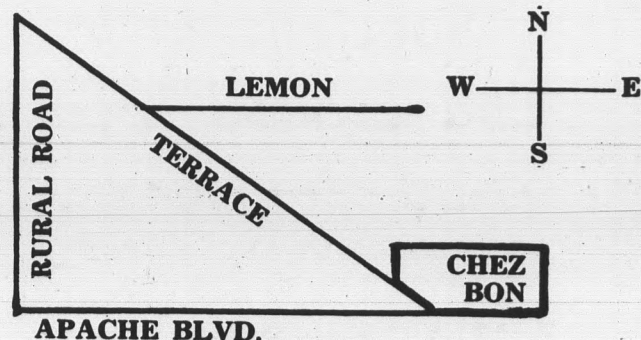 N
LEMON
W E
RURAL ROAD
TERRACE
S
CHEZ
BON
APACHE BLVD.